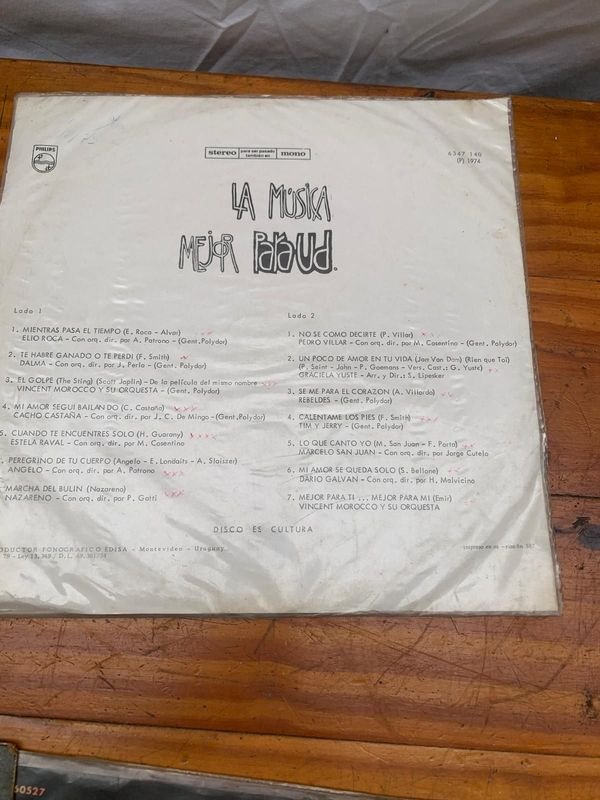 PHILIPS
stereo para ser pasado también en mono
6347 140
(P) 1974
LA MÚSICA
MEJOR PARA Ud.
Lado 1
1. MIENTRAS PASA EL TIEMPO (E. Roca - Alvar)
ELIO ROCA - Con orq. dir. por A. Patrono - (Gent. Polydor)
2. TE HABRE GANADO O TE PERDI (F. Smith)
DALMA - Con orq. dir. por J. Perla - (Gent. Polydor)
3. EL GOLPE (The Sting) (Scott Joplin) - De la película del mismo nombre
VINCENT MOROCCO Y SU ORQUESTA - (Gent. Polydor)
4. MI AMOR SEGUI BAILANDO (C. Castaña)
CACHO CASTAÑA - Con orq. dir. por J. C. De Mingo - (Gent. Polydor)
5. CUANDO TE ENCUENTRES SOLO (H. Guarany)
ESTELA RAVAL - Con orq. dir. por M. Cosentino
PEREGRINO DE TU CUERPO (Angelo - E. Londaits - A. Slaiszer)
ANGELO - Con orq. dir. por A. Patrono
MARCHA DEL BULIN (Nazareno)
NAZARENO - Con orq. dir. por P. Gatti
Lado 2
1. NO SE COMO DECIRTE (P. Villar)
PEDRO VILLAR - Con orq. dir. por M. Cosentino - (Gent. Polydor)
2. UN POCO DE AMOR EN TU VIDA (Jan Van Dam) (Rien que Toi)
(P. Saint - John - P. Goemans - Vers. Cast.: G. Yuste)
GRACIELA YUSTE - Arr. y Dir.: S. Lipesker
3. SE ME PARA EL CORAZON (A. Villardo)
REBELDES - (Gent. Polydor)
4. CALENTAME LOS PIES (F. Smith)
TIM Y JERRY - (Gent. Polydor)
5. LO QUE CANTO YO (M. San Juan - F. Porta)
MARCELO SAN JUAN - Con orq. dir. por Jorge Cutelo
6. MI AMOR SE QUEDA SOLO (S. Bellone)
DARIO GALVAN - Con orq. dir. por H. Malvicino
7. MEJOR PARA TI ... MEJOR PARA MI (Emir)
VINCENT MOROCCO Y SU ORQUESTA
DISCO ES CULTURA
ODUCTOR FONOGRAFICO EDISA - Montevideo - Uruguay
impreso en
60527